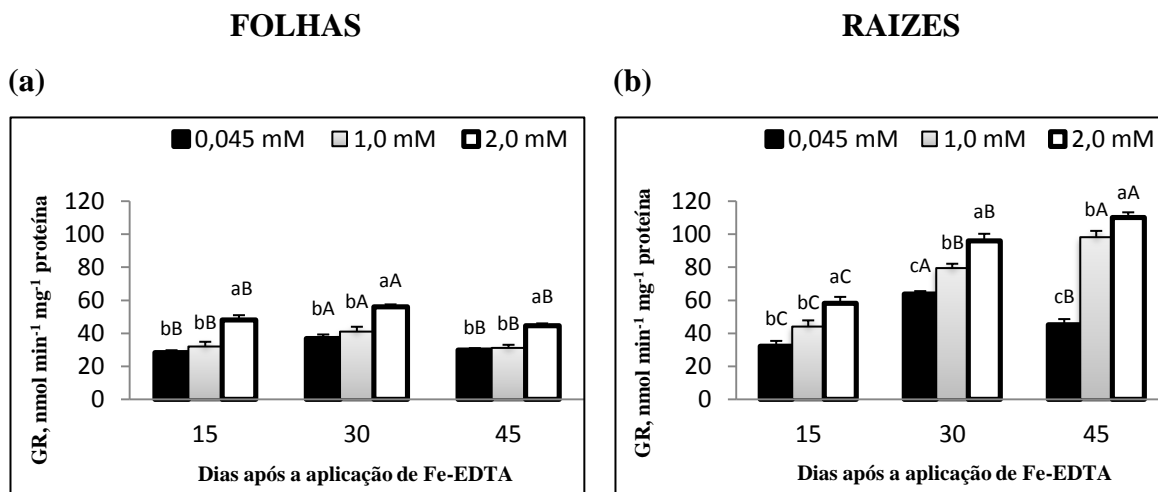 FOLHAS
RAIZES
(a)
(b)
0,045 mM 1,0 mM 2,0 mM
GR, nmol min⁻¹ mg⁻¹ proteína
120
100
80
60
40
20
0
bB bB aB
bA bA aA
bB bB aB
15 30 45
Dias após a aplicação de Fe-EDTA
0,045 mM 1,0 mM 2,0 mM
GR, nmol min⁻¹ mg⁻¹ proteína
120
100
80
60
40
20
0
bC bC aC
cA bB aB
cB bA aA
15 30 45
Dias após a aplicação de Fe-EDTA